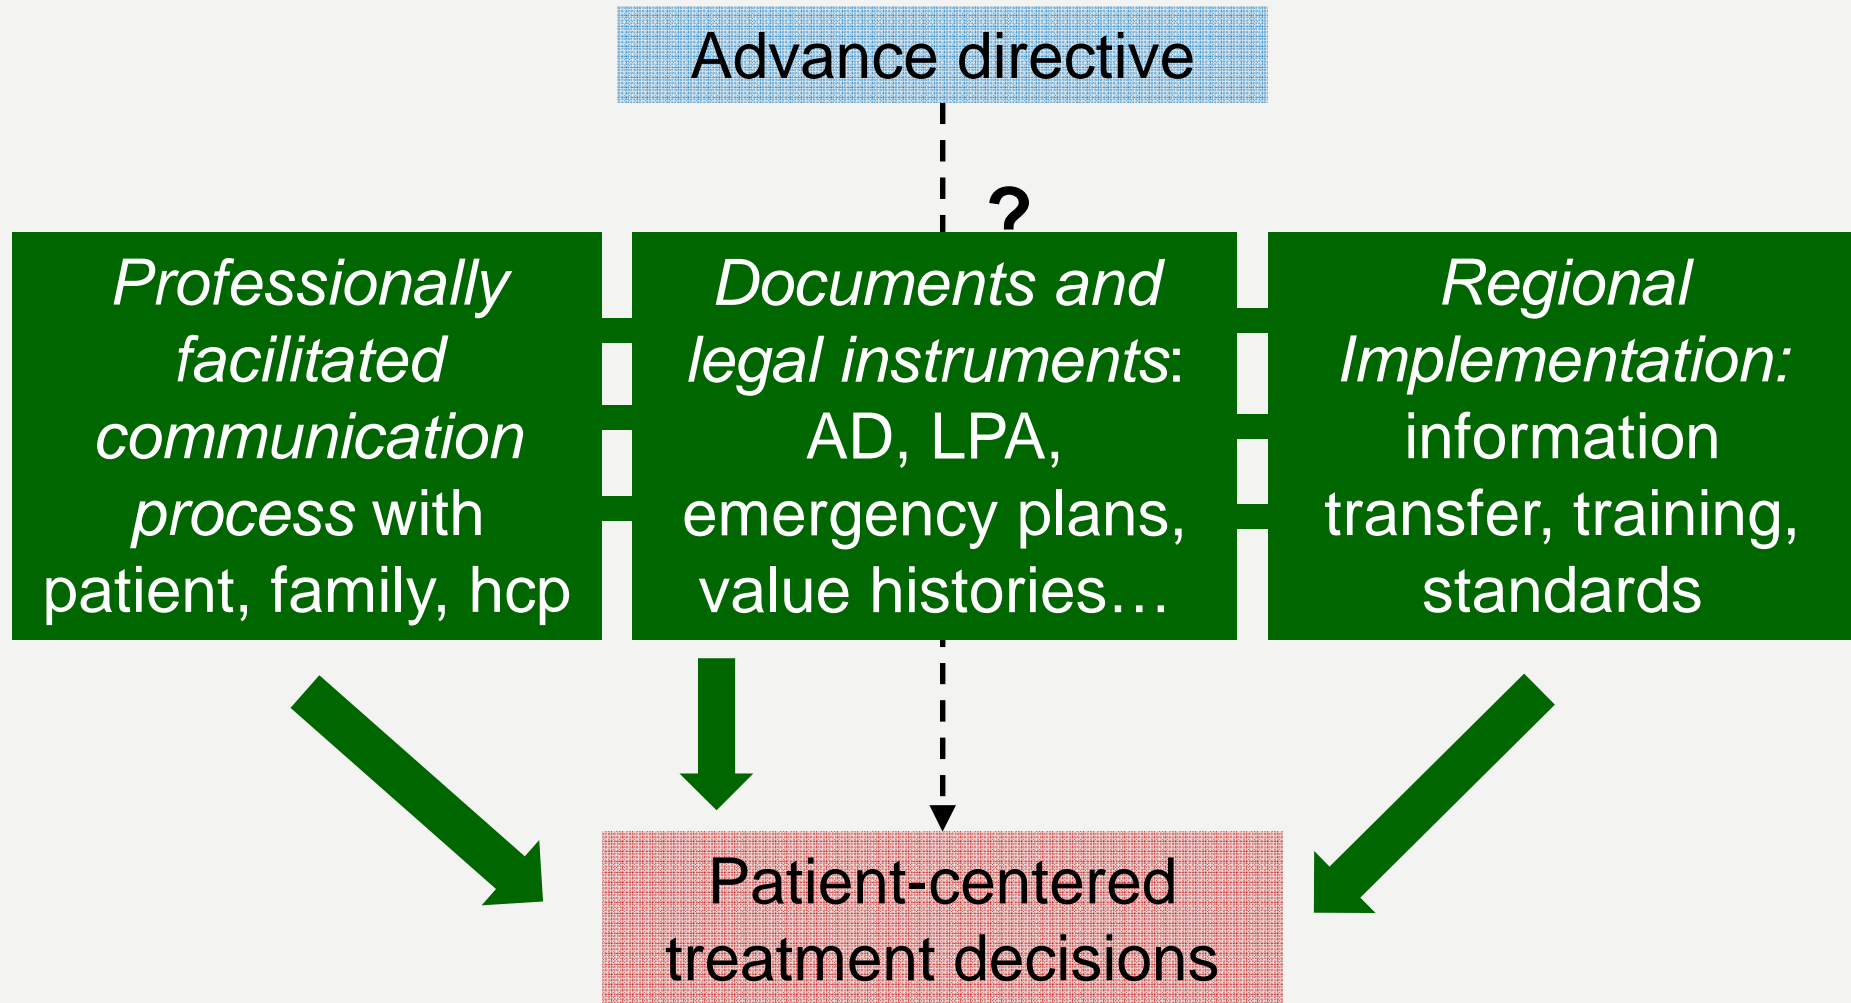 Advance directive
?
Professionally
facilitated
communication
process with
patient, family, hcp
Documents and
legal instruments:
AD, LPA,
emergency plans,
value histories…
Regional
Implementation:
information
transfer, training,
standards
Patient-centered
treatment decisions